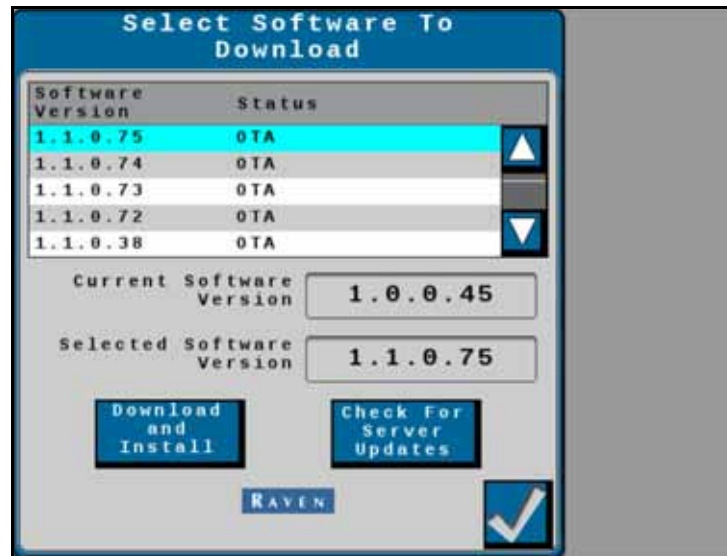 Select Software To
Download
Software
Version Status
1.1.0.75 OTA
1.1.0.74 OTA
1.1.0.73 OTA
1.1.0.72 OTA
1.1.0.38 OTA
Current Software
Version
1.0.0.45
Selected Software
Version
1.1.0.75
Download
and
Install
Check For
Server
Updates
RAVEN